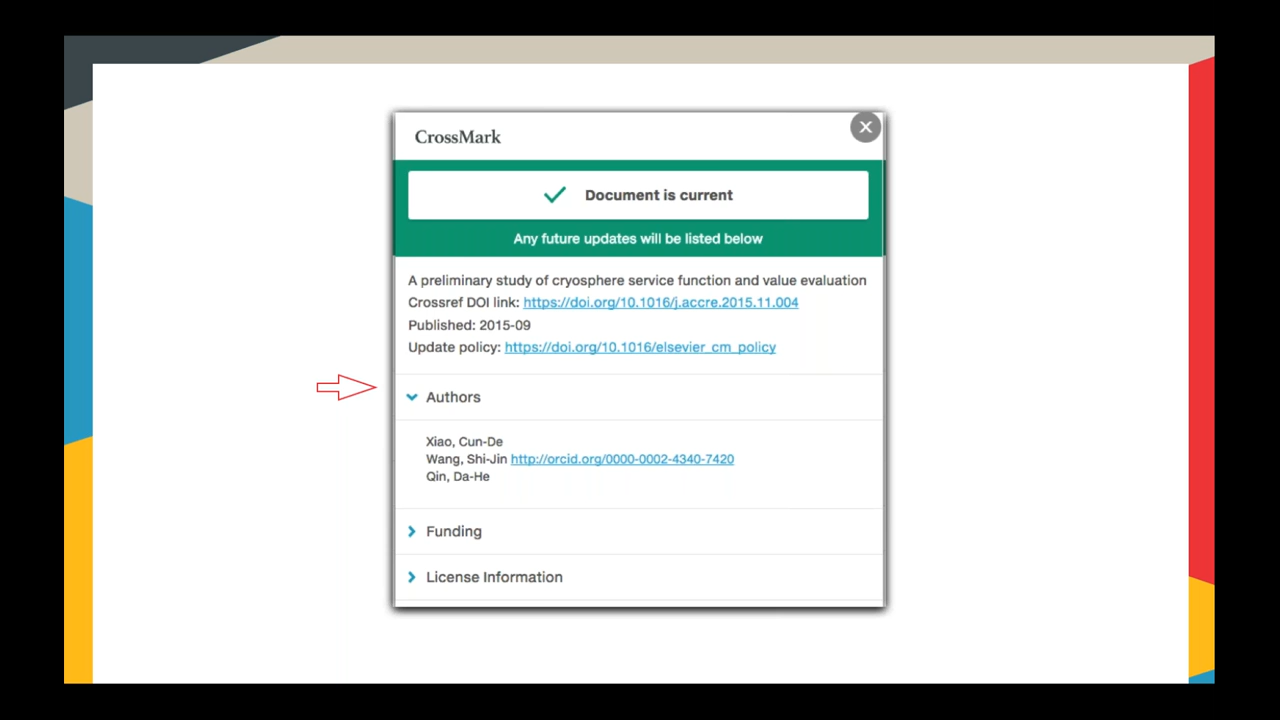 CrossMark
Document is current
Any future updates will be listed below
A preliminary study of cryosphere service function and value evaluation
Crossref DOI link: https://doi.org/10.1016/j.accre.2015.11.004
Published: 2015-09
Update policy: https://doi.org/10.1016/elsevier_cm_policy
Authors
Xiao, Cun-De
Wang, Shi-Jin http://orcid.org/0000-0002-4340-7420
Qin, Da-He
Funding
License Information